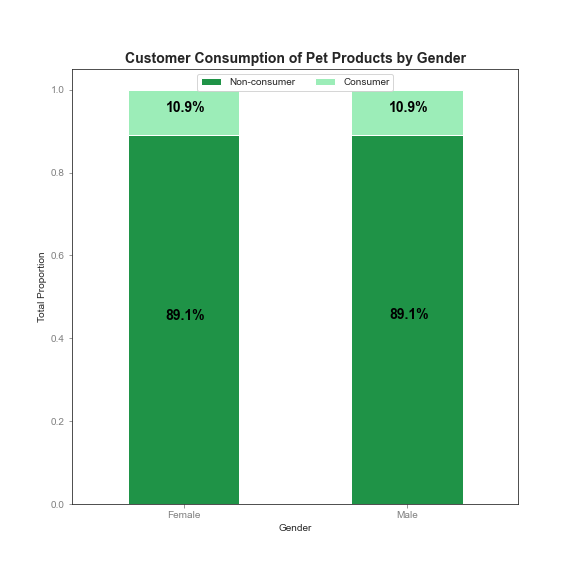 Customer Consumption of Pet Products by Gender
Non-consumer Consumer
1.0
10.9% 10.9%
0.8
0.6
Total Proportion
89.1% 89.1%
0.4
0.2
0.0
Female Male
Gender